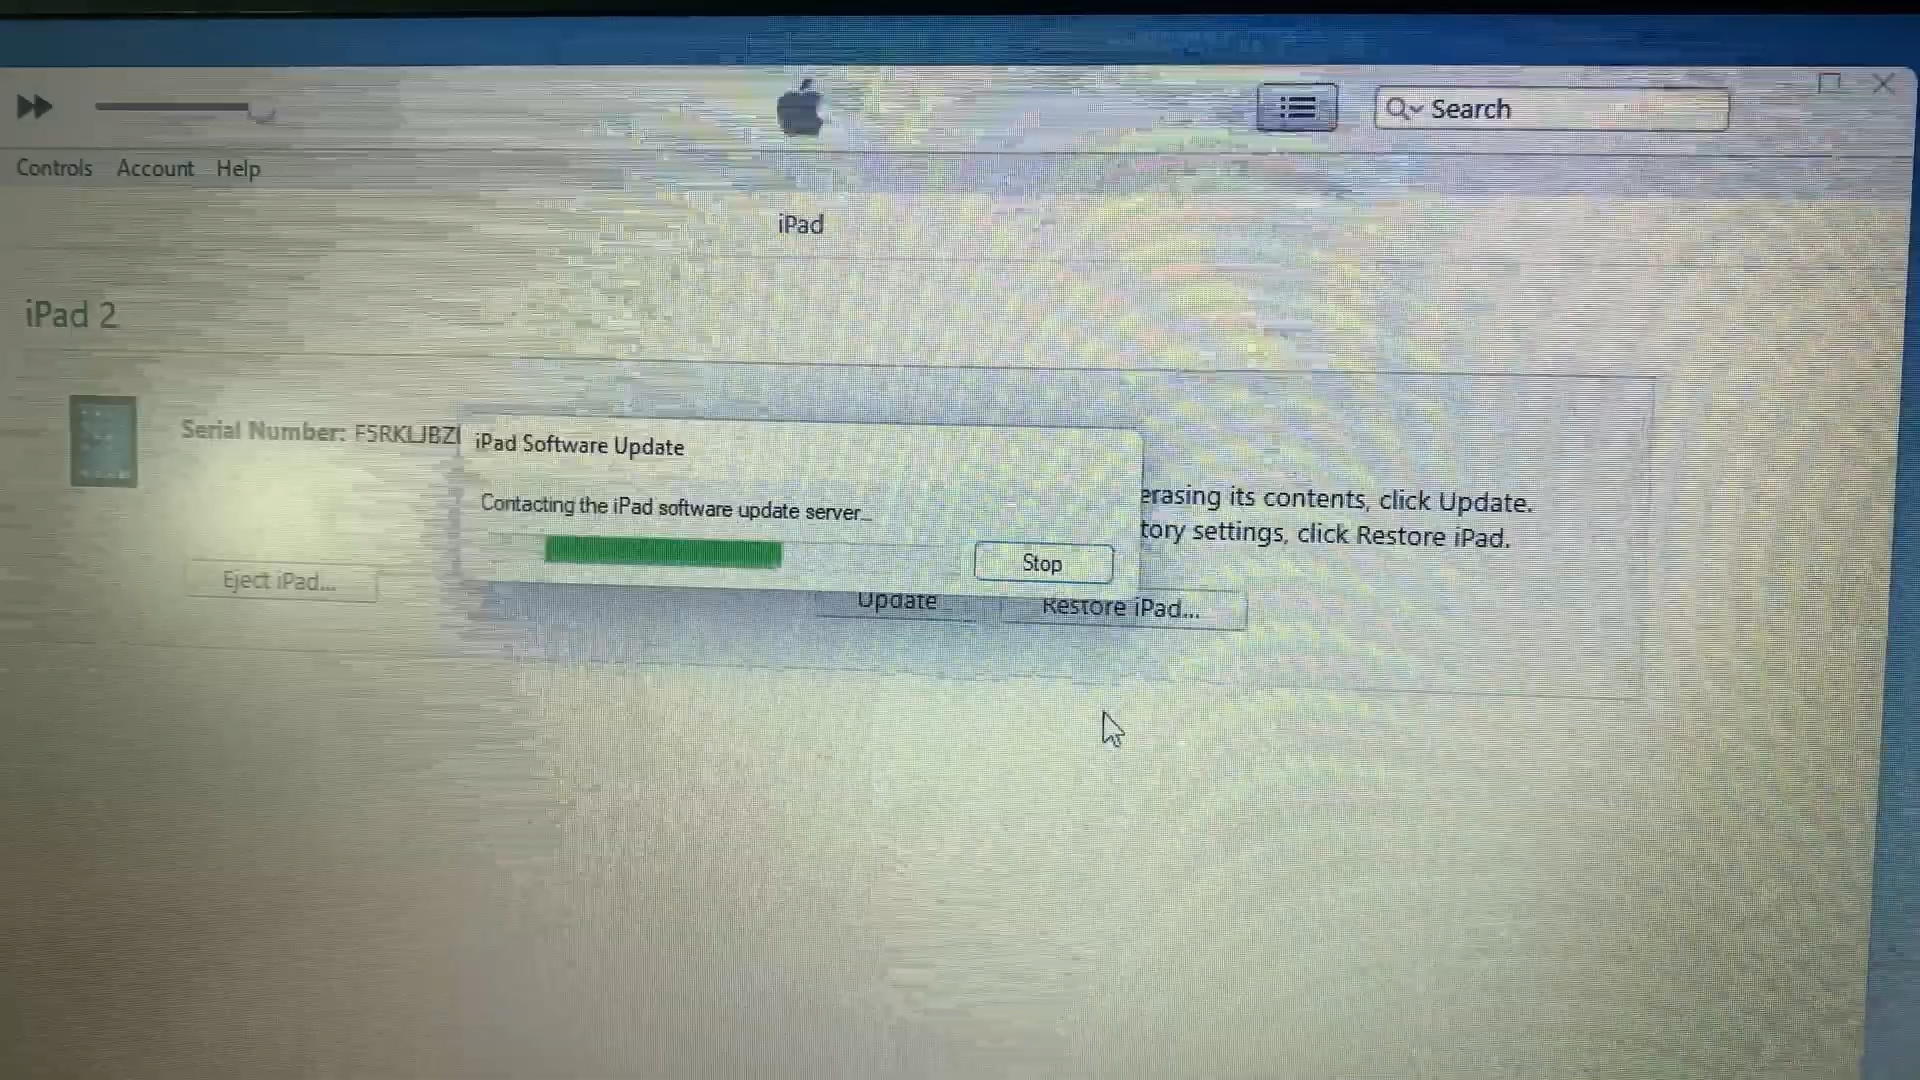 Search
Controls Account Help
iPad
iPad 2
Serial Number:
iPad Software Update
Contacting the iPad software update server...
erasing its contents, click Update.
tory settings, click Restore iPad.
Stop
Eject iPad...
Update Restore iPad...